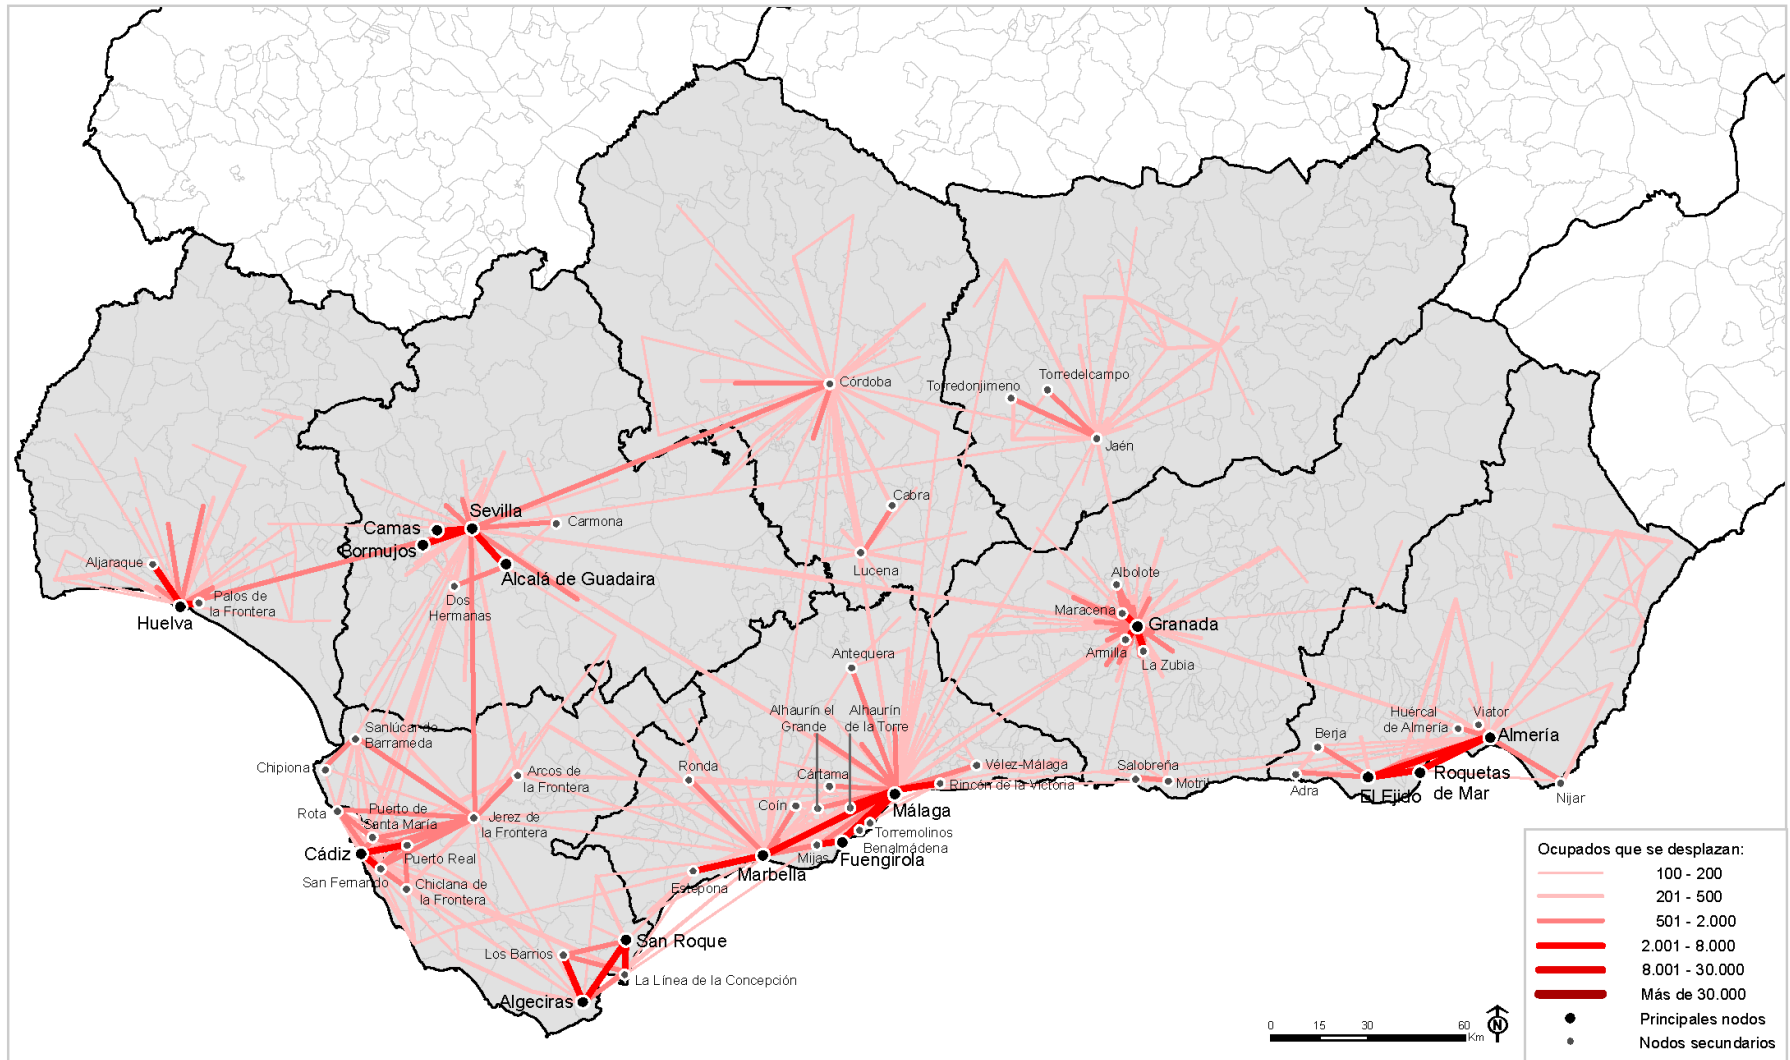 Córdoba
Torredonjimeno
Torredelcampo
Jaén
Cabra
Lucena
Sevilla
Camas
Bormujos
Carmona
Alcalá de Guadaira
Dos
Hermanas
Aljaraque
Palos de
la Frontera
Huelva
Albolote
Maracena
Granada
Armilla
La Zubia
Antequera
Alhaurín el
Grande
Alhaurín
de la Torre
Huércal
de Almería
Viator
Almería
Berja
Roquetas
de Mar
El Ejido
Adra
Nijar
Sanlúcar de
Barrameda
Chipiona
Rota
Puerto de
Santa María
Arcos de
la Frontera
Jerez de
la Frontera
Cádiz
Puerto Real
San Fernando
Chiclana de
la Frontera
Ronda
Cártama
Coín
Vélez-Málaga
Rincón de la Victoria
Málaga
Torremolinos
Benalmádena
Mijas
Fuengirola
Marbella
Estepona
Salobreña
Motril
San Roque
Los Barrios
La Línea de la Concepción
Algeciras
Ocupados que se desplazan:
100 - 200
201 - 500
501 - 2.000
2.001 - 8.000
8.001 - 30.000
Más de 30.000
Principales nodos
Nodos secundarios
0 15 30 60
Km
N